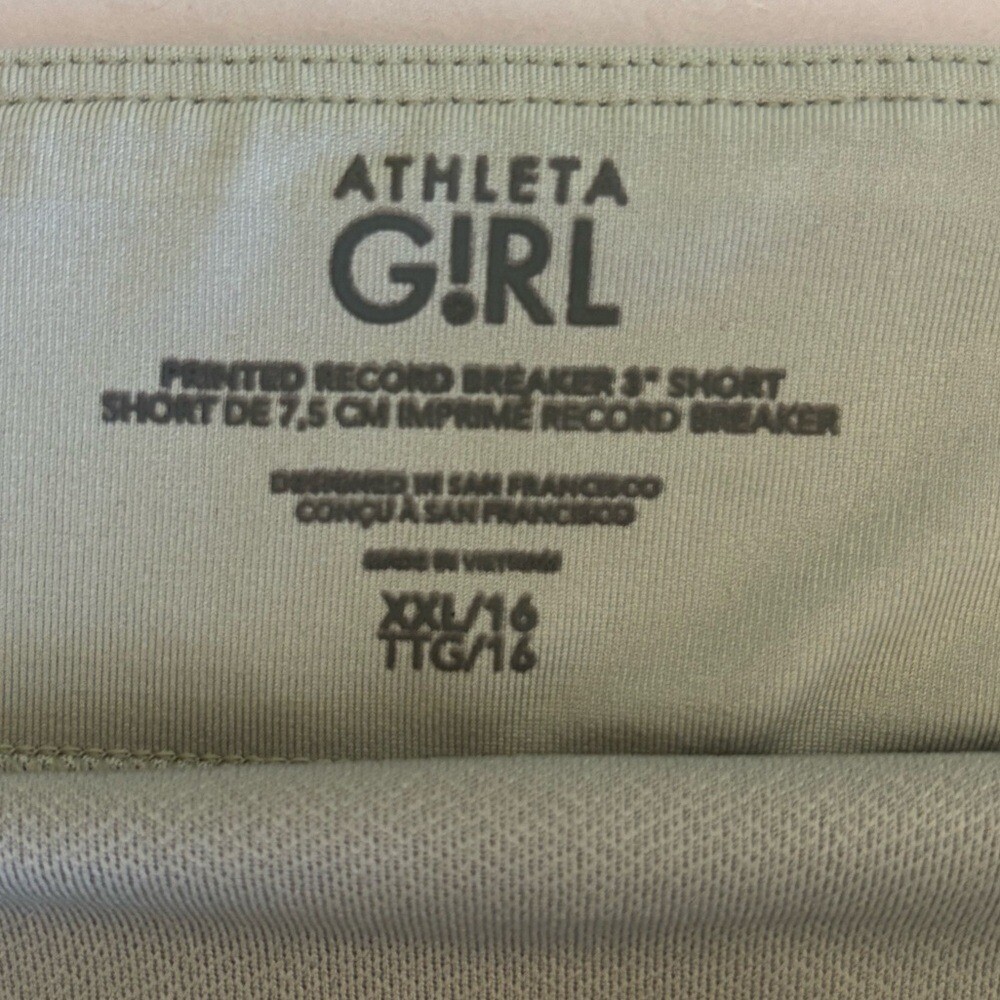 ATHLETA
G!RL
PRINTED RECORD BREAKER 3" SHORT
SHORT DE 7,5 CM IMPRIMÉ RECORD BREAKER
DESIGNED IN SAN FRANCISCO
CONÇU À SAN FRANCISCO
MADE IN VIETNAM
XXL/16
TTG/16